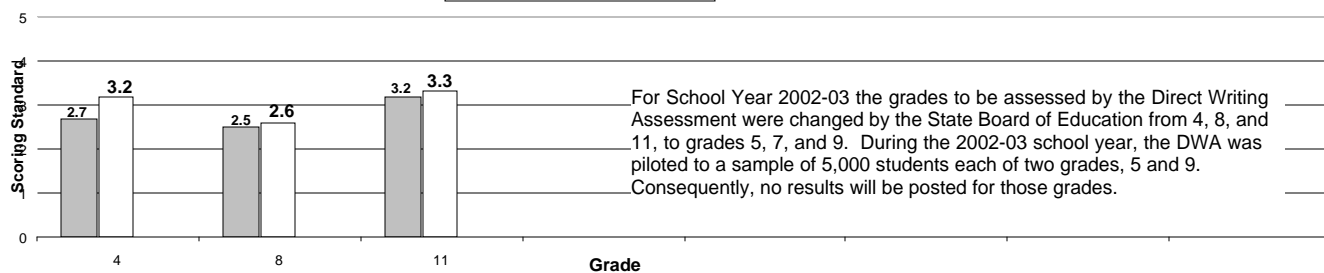 5
4
3
2
1
0
Scoring Standard
2.7
3.2
2.5
2.6
3.2
3.3
For School Year 2002-03 the grades to be assessed by the Direct Writing
Assessment were changed by the State Board of Education from 4, 8, and
11, to grades 5, 7, and 9. During the 2002-03 school year, the DWA was
piloted to a sample of 5,000 students each of two grades, 5 and 9.
Consequently, no results will be posted for those grades.
4
8
11
Grade